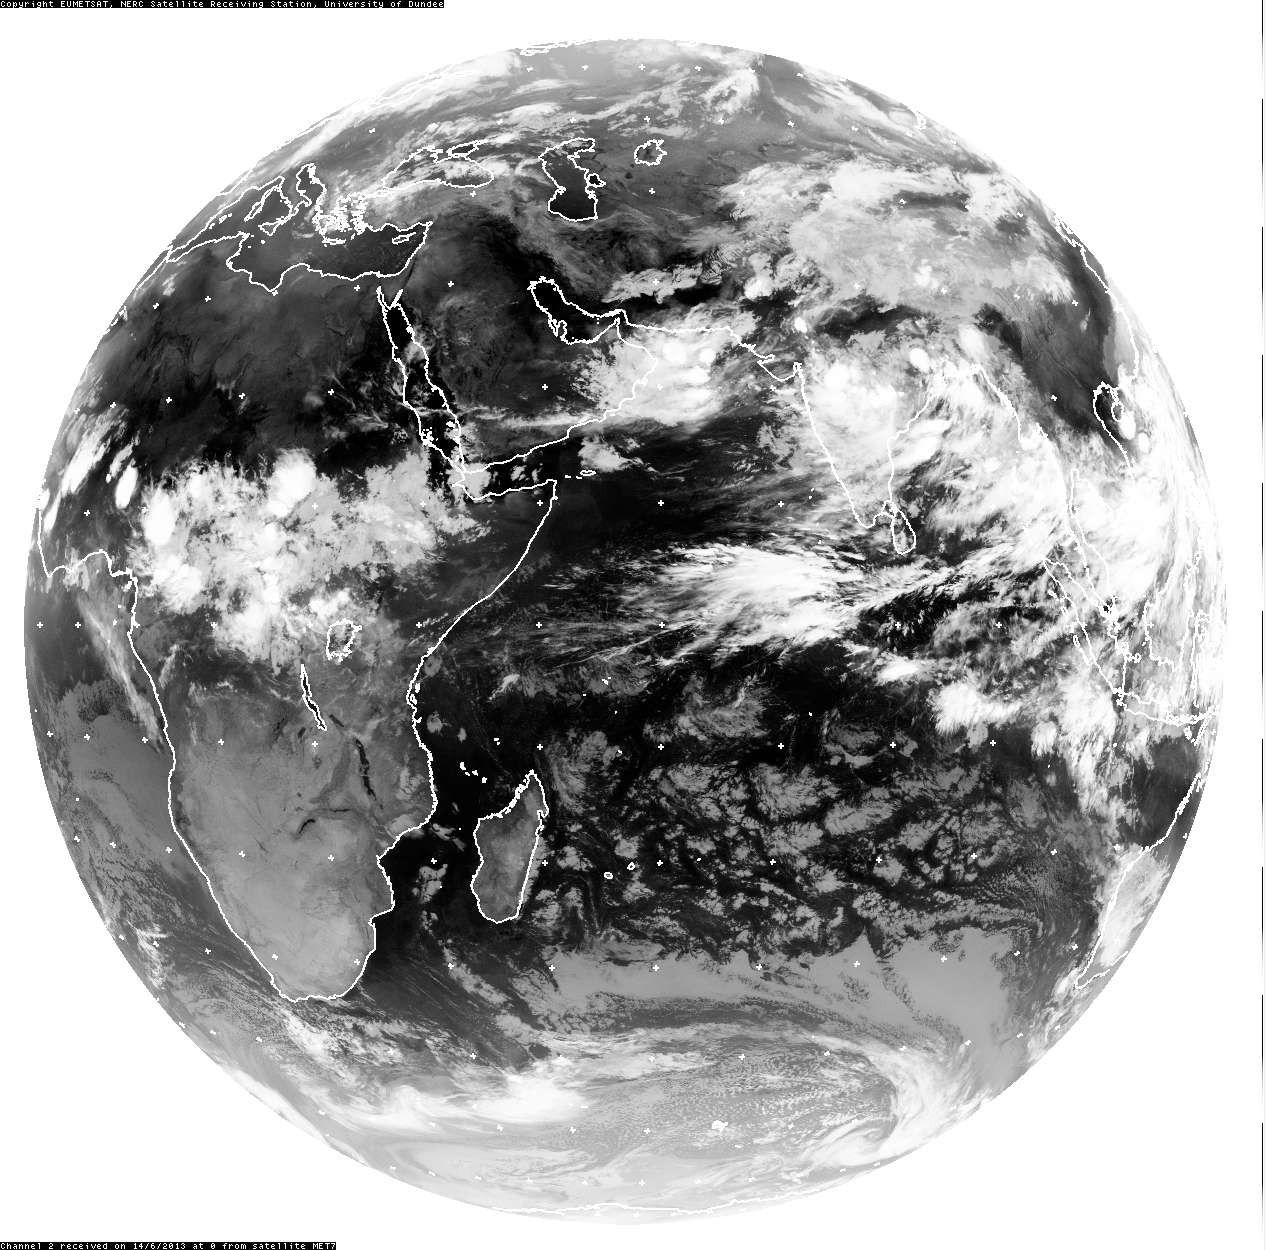 Copyright EUMETSAT, NERC Satellite Receiving Station, University of Dundee
Channel 2 received on 14/6/2013 at 0 from satellite MET7